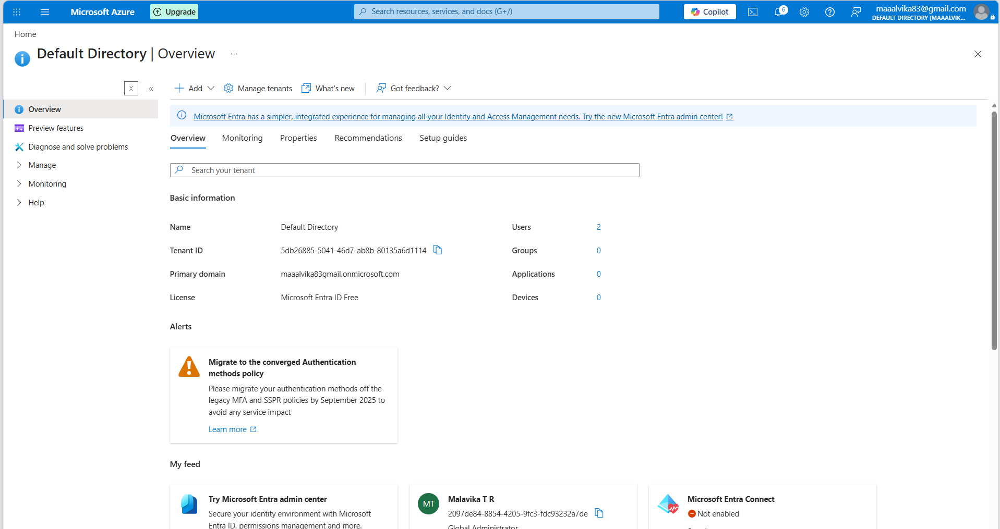 Microsoft Azure
Upgrade
Search resources, services, and docs (G+/)
Copilot
6
maaalvika83@gmail.com
DEFAULT DIRECTORY (MAAALVIK...
Home
Default Directory | Overview
...
Add
Manage tenants
What's new
Got feedback?
Overview
Preview features
Diagnose and solve problems
Manage
Monitoring
Help
Microsoft Entra has a simpler, integrated experience for managing all your Identity and Access Management needs. Try the new Microsoft Entra admin center!
Overview
Monitoring
Properties
Recommendations
Setup guides
Search your tenant
Basic information
Name
Default Directory
Users
2
Tenant ID
5db26885-5041-46d7-ab8b-80135a6d1114
Groups
0
Primary domain
maaalvika83gmail.onmicrosoft.com
Applications
0
License
Microsoft Entra ID Free
Devices
0
Alerts
Migrate to the converged Authentication
methods policy
Please migrate your authentication methods off the
legacy MFA and SSPR policies by September 2025 to
avoid any service impact
Learn more
My feed
Try Microsoft Entra admin center
Secure your identity environment with Microsoft
Entra ID, permissions management and more.
MT
Malavika T R
2097de84-8854-4205-9fc3-fdc93232a7de
Global Administrator
Microsoft Entra Connect
Not enabled